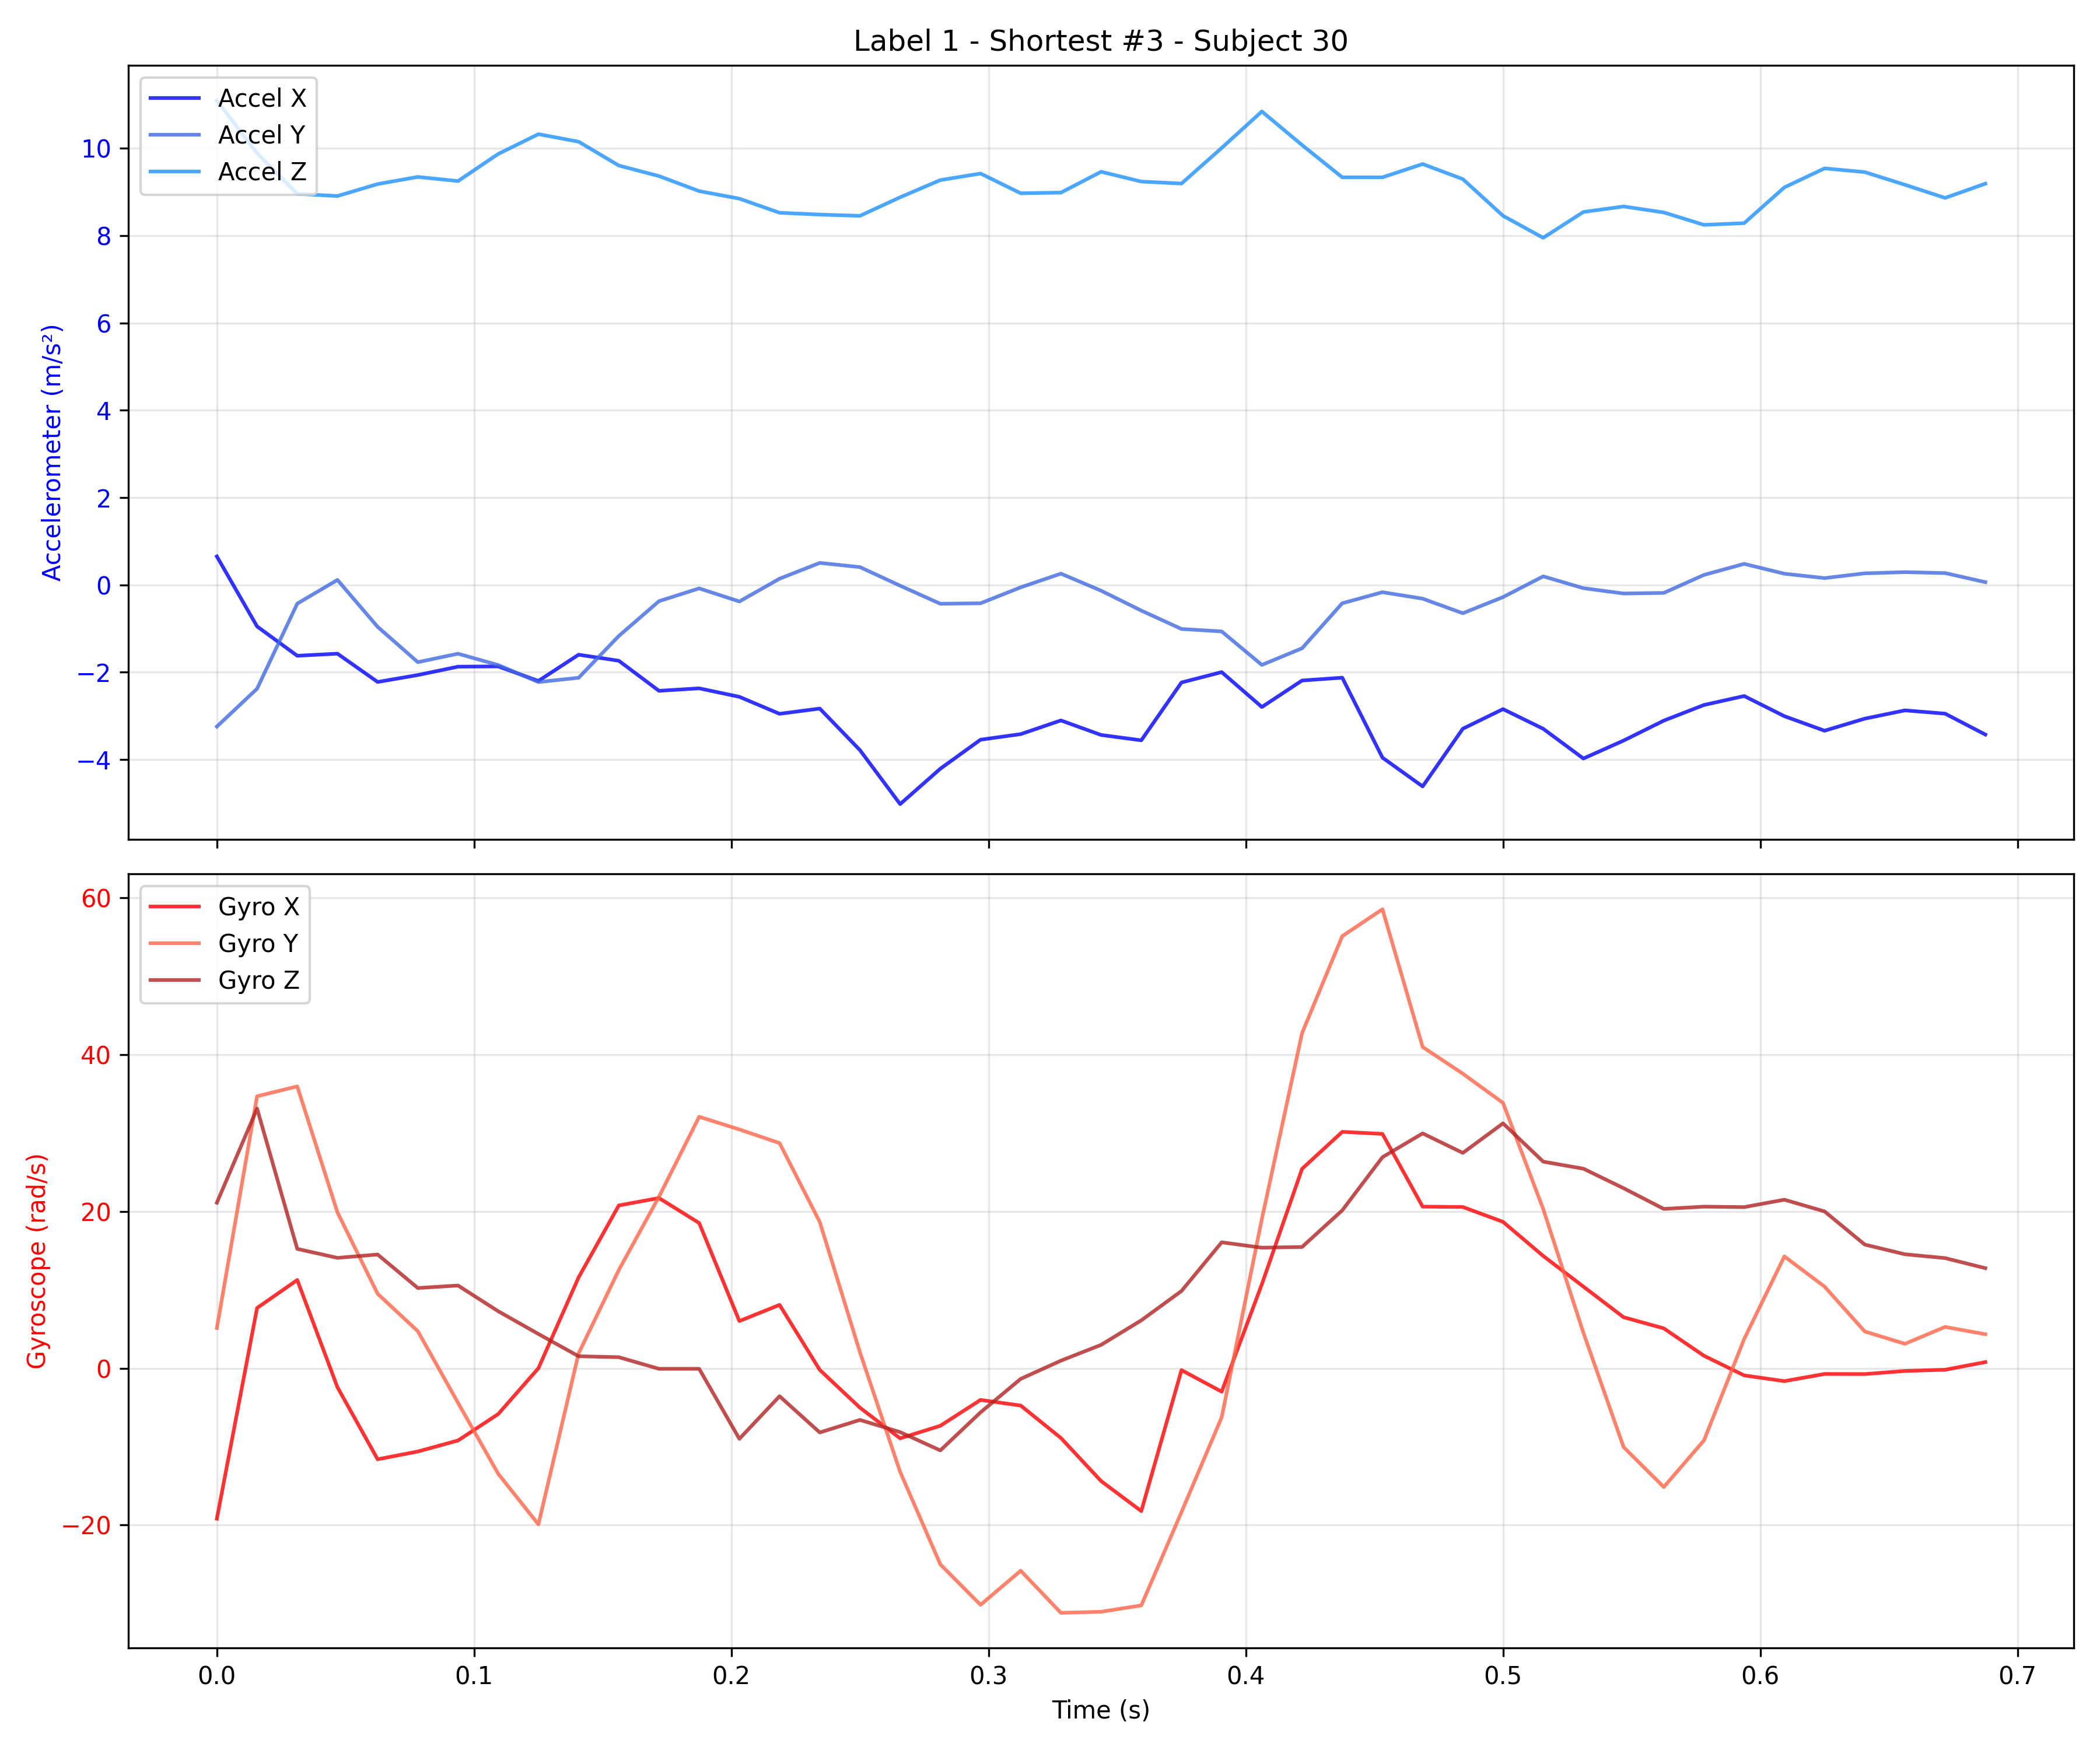 Label 1 - Shortest #3 - Subject 30
Accel X
Accel Y
Accel Z
10
8
6
4
2
0
−2
−4
Accelerometer (m/s²)
Gyro X
Gyro Y
Gyro Z
60
40
20
0
−20
Gyroscope (rad/s)
0.0 0.1 0.2 0.3 0.4 0.5 0.6 0.7
Time (s)